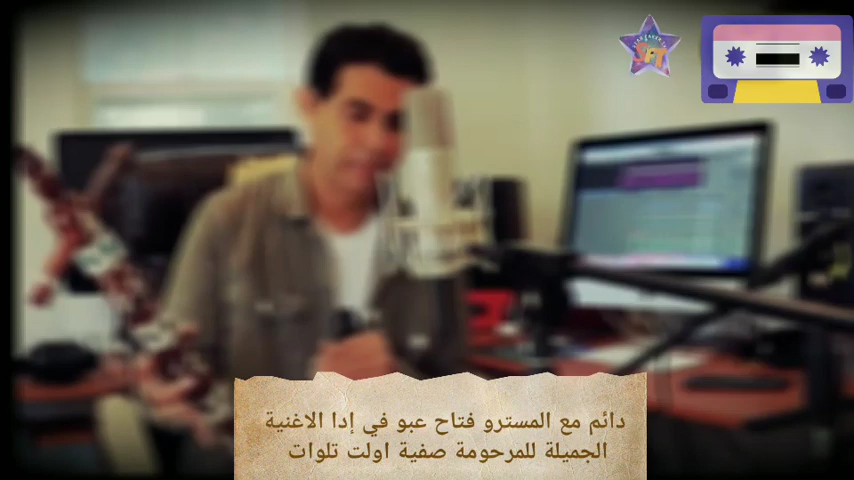 دائم مع المسترو فتاح عبو في إدا الاغنية
الجميلة للمرحومة صفية اولت تلوات